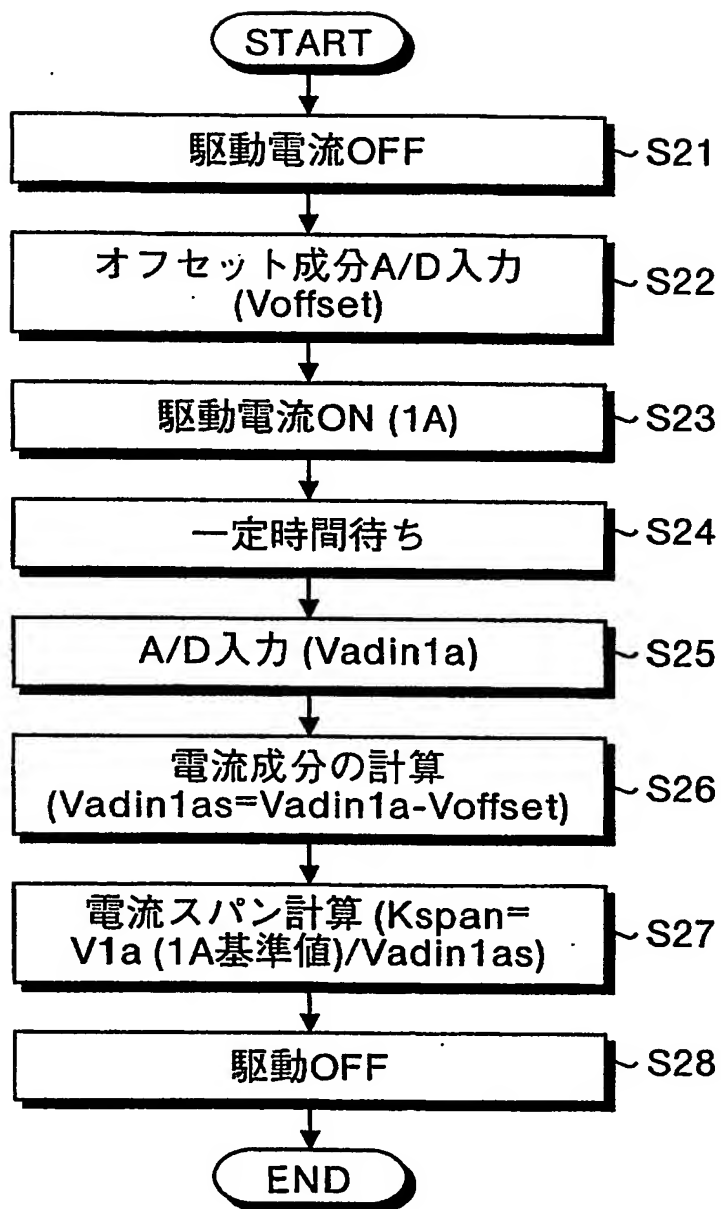 START
駆動電流OFF
S21
オフセット成分A/D入力
(Voffset)
S22
駆動電流ON (1A)
S23
一定時間待ち
S24
A/D入力 (Vadin1a)
S25
電流成分の計算
(Vadin1as=Vadin1a-Voffset)
S26
電流スパン計算 (Kspan=
V1a (1A基準値)/Vadin1as)
S27
駆動OFF
S28
END